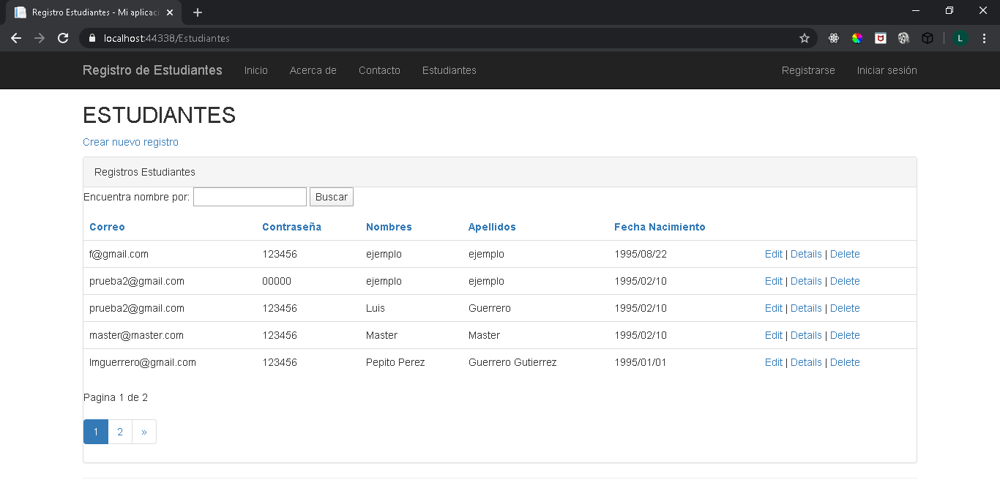 Registro Estudiantes - Mi aplicaci
localhost:44338/Estudiantes
L
Registro de Estudiantes Inicio Acerca de Contacto Estudiantes Registrarse Iniciar sesión
ESTUDIANTES
Crear nuevo registro
Registros Estudiantes
Encuentra nombre por: Buscar
Correo Contraseña Nombres Apellidos Fecha Nacimiento
f@gmail.com 123456 ejemplo ejemplo 1995/08/22 Edit | Details | Delete
prueba2@gmail.com 00000 ejemplo ejemplo 1995/02/10 Edit | Details | Delete
prueba2@gmail.com 123456 Luis Guerrero 1995/02/10 Edit | Details | Delete
master@master.com 123456 Master Master 1995/02/10 Edit | Details | Delete
lmguerrero@gmail.com 123456 Pepito Perez Guerrero Gutierrez 1995/01/01 Edit | Details | Delete
Pagina 1 de 2
1 2 »